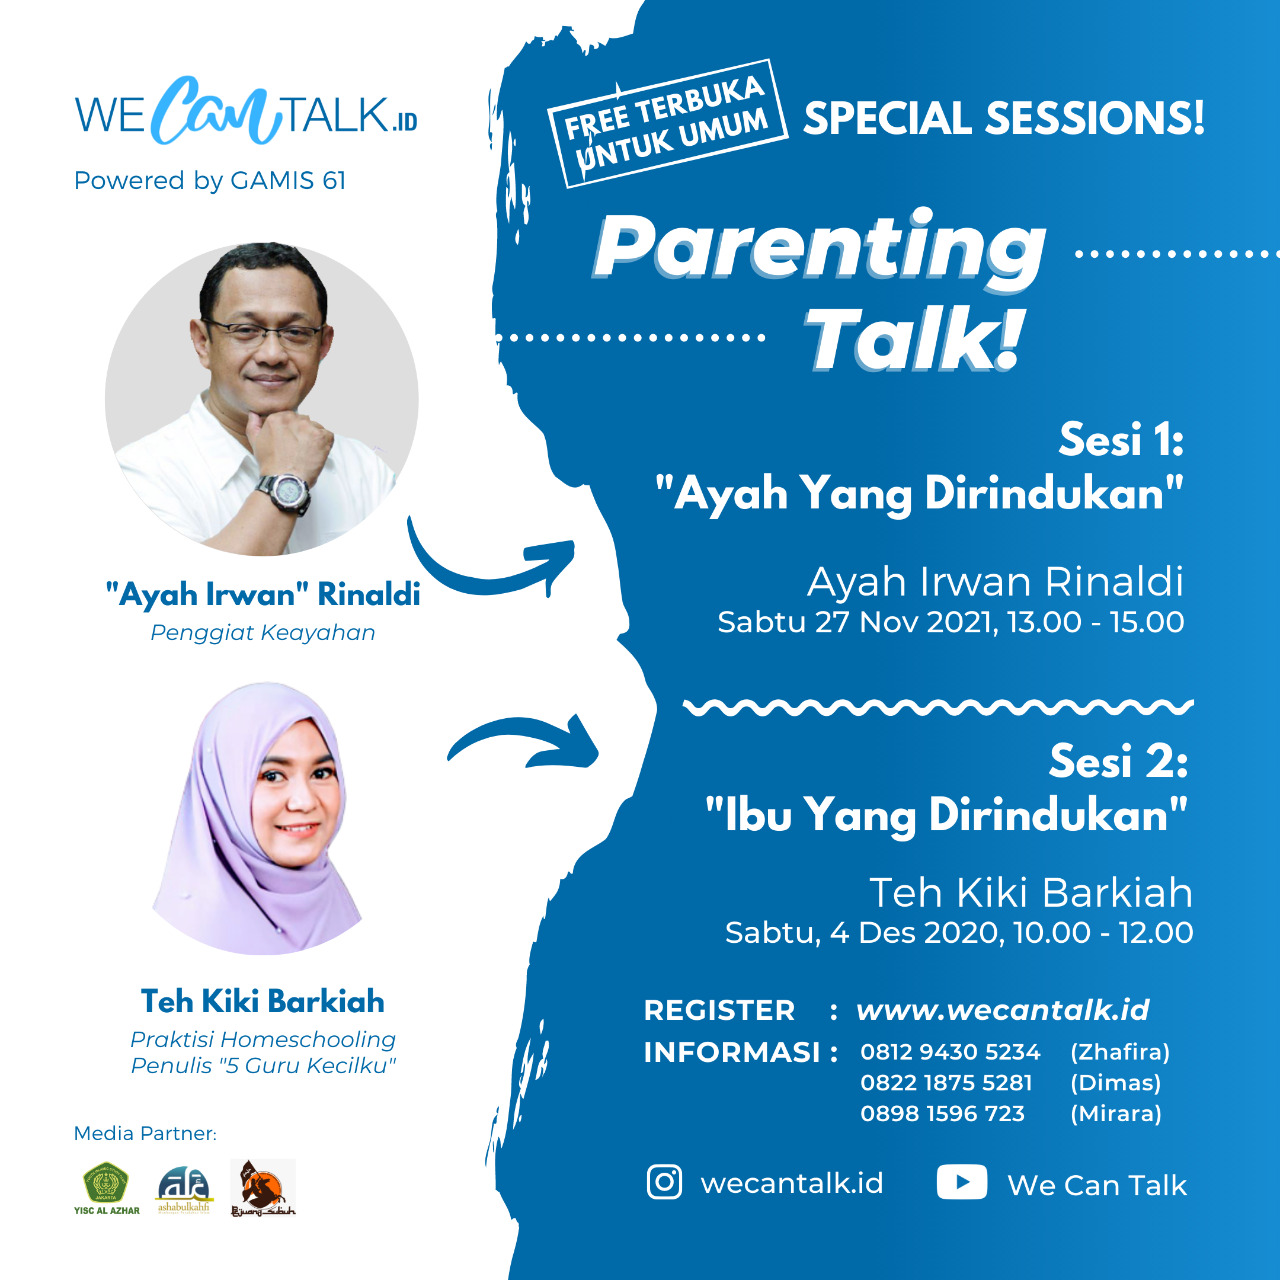 WE Can TALK.ID
Powered by GAMIS 61
FREE TERBUKA
UNTUK UMUM
SPECIAL SESSIONS!
Parenting
Talk!
"Ayah Irwan" Rinaldi
Penggiat Keayahan
Sesi 1:
"Ayah Yang Dirindukan"
Ayah Irwan Rinaldi
Sabtu 27 Nov 2021, 13.00 - 15.00
Teh Kiki Barkiah
Praktisi Homeschooling
Penulis "5 Guru Kecilku"
Sesi 2:
"Ibu Yang Dirindukan"
Teh Kiki Barkiah
Sabtu, 4 Des 2020, 10.00 - 12.00
REGISTER : www.wecantalk.id
INFORMASI : 0812 9430 5234 (Zhafira)
0822 1875 5281 (Dimas)
0898 1596 723 (Mirara)
Media Partner:
JAKARTA
YISC AL AZHAR
ashabulkahfi
Pejuang subuh
wecantalk.id
We Can Talk